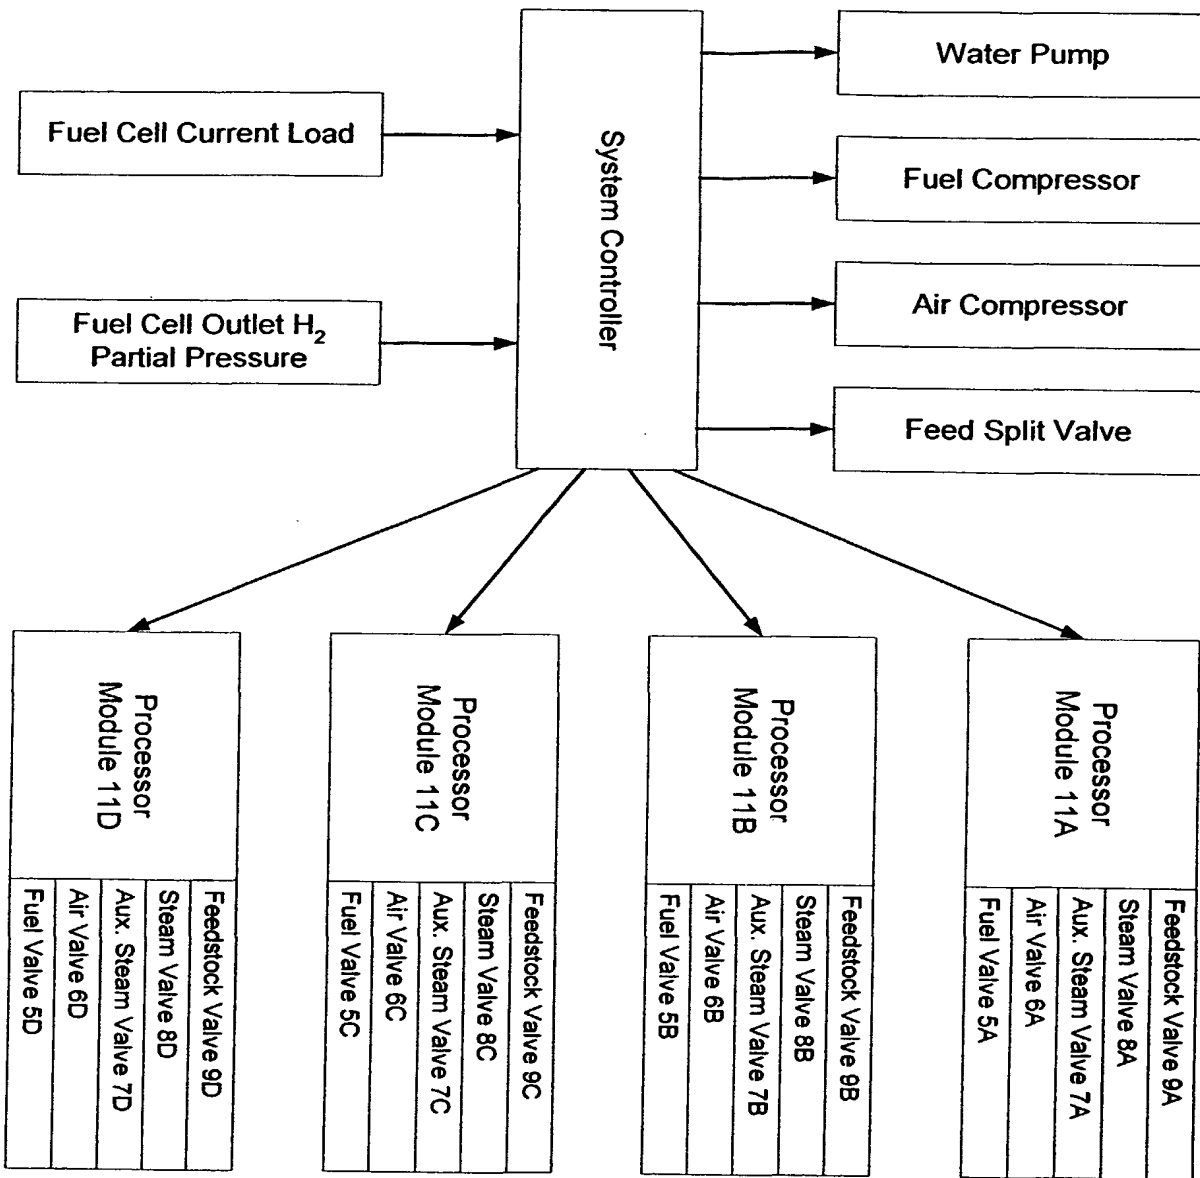 Fuel Cell Current Load
Fuel Cell Outlet H₂
Partial Pressure
System Controller
Water Pump
Fuel Compressor
Air Compressor
Feed Split Valve
Processor
Module 11D
Feedstock Valve 9D
Steam Valve 8D
Aux. Steam Valve 7D
Air Valve 6D
Fuel Valve 5D
Processor
Module 11C
Feedstock Valve 9C
Steam Valve 8C
Aux. Steam Valve 7C
Air Valve 6C
Fuel Valve 5C
Processor
Module 11B
Feedstock Valve 9B
Steam Valve 8B
Aux. Steam Valve 7B
Air Valve 6B
Fuel Valve 5B
Processor
Module 11A
Feedstock Valve 9A
Steam Valve 8A
Aux. Steam Valve 7A
Air Valve 6A
Fuel Valve 5A